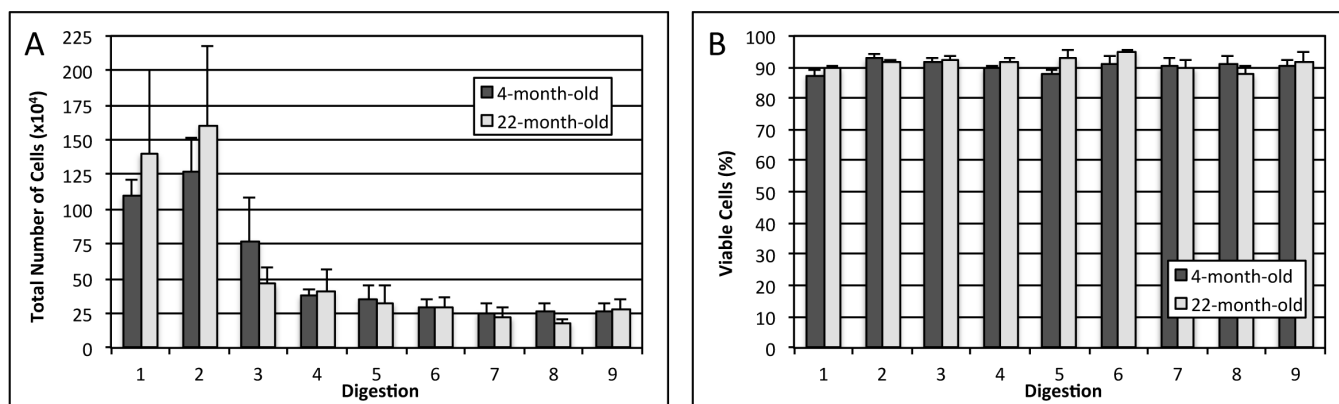 A
Total Number of Cells (x10⁴)
225
200
175
150
125
100
75
50
25
0
4-month-old
22-month-old
1 2 3 4 5 6 7 8 9
Digestion
B
Viable Cells (%)
100
90
80
70
60
50
40
30
20
10
0
4-month-old
22-month-old
1 2 3 4 5 6 7 8 9
Digestion